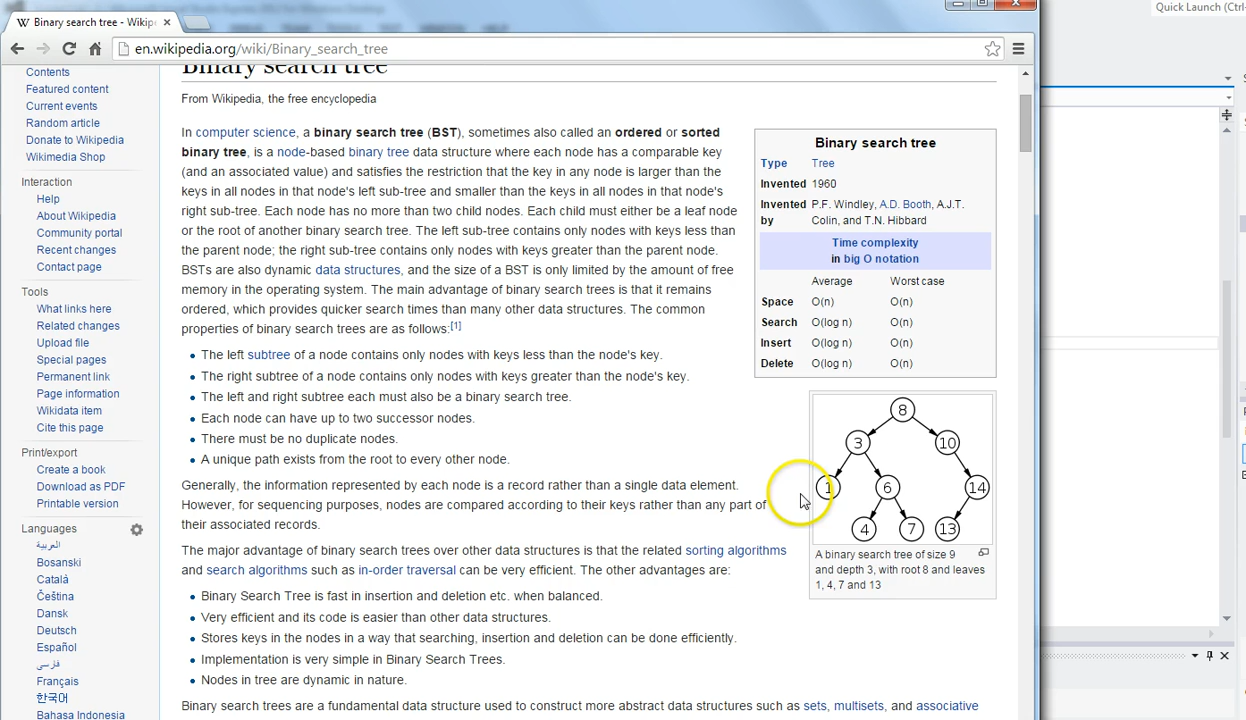 Quick Launch (Ctrl-
Binary search tree - Wikip
en.wikipedia.org/wiki/Binary_search_tree
Contents
Featured content
Current events
Random article
Donate to Wikipedia
Wikimedia Shop
Interaction
Help
About Wikipedia
Community portal
Recent changes
Contact page
Tools
What links here
Related changes
Upload file
Special pages
Permanent link
Page information
Wikidata item
Cite this page
Print/export
Create a book
Download as PDF
Printable version
Languages
العربية
Bosanski
Català
Čeština
Dansk
Deutsch
Español
فارسی
Français
한국어
Bahasa Indonesia
Binary search tree
From Wikipedia, the free encyclopedia
In computer science, a binary search tree (BST), sometimes also called an ordered or sorted
binary tree, is a node-based binary tree data structure where each node has a comparable key
(and an associated value) and satisfies the restriction that the key in any node is larger than the
keys in all nodes in that node's left sub-tree and smaller than the keys in all nodes in that node's
right sub-tree. Each node has no more than two child nodes. Each child must either be a leaf node
or the root of another binary search tree. The left sub-tree contains only nodes with keys less than
the parent node; the right sub-tree contains only nodes with keys greater than the parent node.
BSTs are also dynamic data structures, and the size of a BST is only limited by the amount of free
memory in the operating system. The main advantage of binary search trees is that it remains
ordered, which provides quicker search times than many other data structures. The common
properties of binary search trees are as follows:[1]
• The left subtree of a node contains only nodes with keys less than the node's key.
• The right subtree of a node contains only nodes with keys greater than the node's key.
• The left and right subtree each must also be a binary search tree.
• Each node can have up to two successor nodes.
• There must be no duplicate nodes.
• A unique path exists from the root to every other node.
Generally, the information represented by each node is a record rather than a single data element.
However, for sequencing purposes, nodes are compared according to their keys rather than any part of
their associated records.
The major advantage of binary search trees over other data structures is that the related sorting algorithms
and search algorithms such as in-order traversal can be very efficient. The other advantages are:
• Binary Search Tree is fast in insertion and deletion etc. when balanced.
• Very efficient and its code is easier than other data structures.
• Stores keys in the nodes in a way that searching, insertion and deletion can be done efficiently.
• Implementation is very simple in Binary Search Trees.
• Nodes in tree are dynamic in nature.
Binary search trees are a fundamental data structure used to construct more abstract data structures such as sets, multisets, and associative
Binary search tree
Type Tree
Invented 1960
Invented by P.F. Windley, A.D. Booth, A.J.T.
Colin, and T.N. Hibbard
Time complexity
in big O notation
Average Worst case
Space O(n) O(n)
Search O(log n) O(n)
Insert O(log n) O(n)
Delete O(log n) O(n)
8
3 10
1 6 14
4 7 13
A binary search tree of size 9
and depth 3, with root 8 and leaves
1, 4, 7 and 13